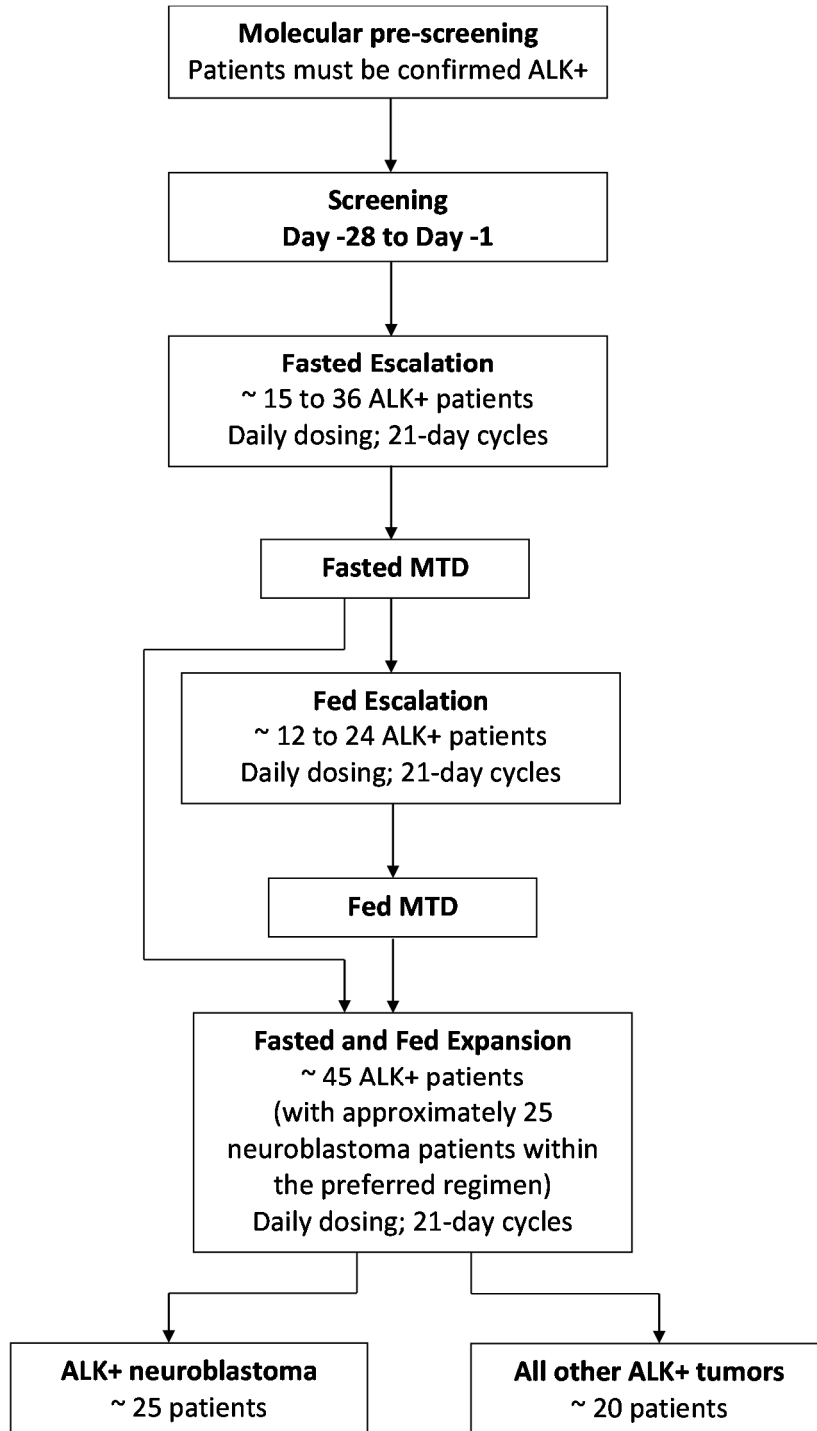 Molecular pre-screening
Patients must be confirmed ALK+
Screening
Day -28 to Day -1
Fasted Escalation
~ 15 to 36 ALK+ patients
Daily dosing; 21-day cycles
Fasted MTD
Fed Escalation
~ 12 to 24 ALK+ patients
Daily dosing; 21-day cycles
Fed MTD
Fasted and Fed Expansion
~ 45 ALK+ patients
(with approximately 25
neuroblastoma patients within
the preferred regimen)
Daily dosing; 21-day cycles
ALK+ neuroblastoma
~ 25 patients
All other ALK+ tumors
~ 20 patients